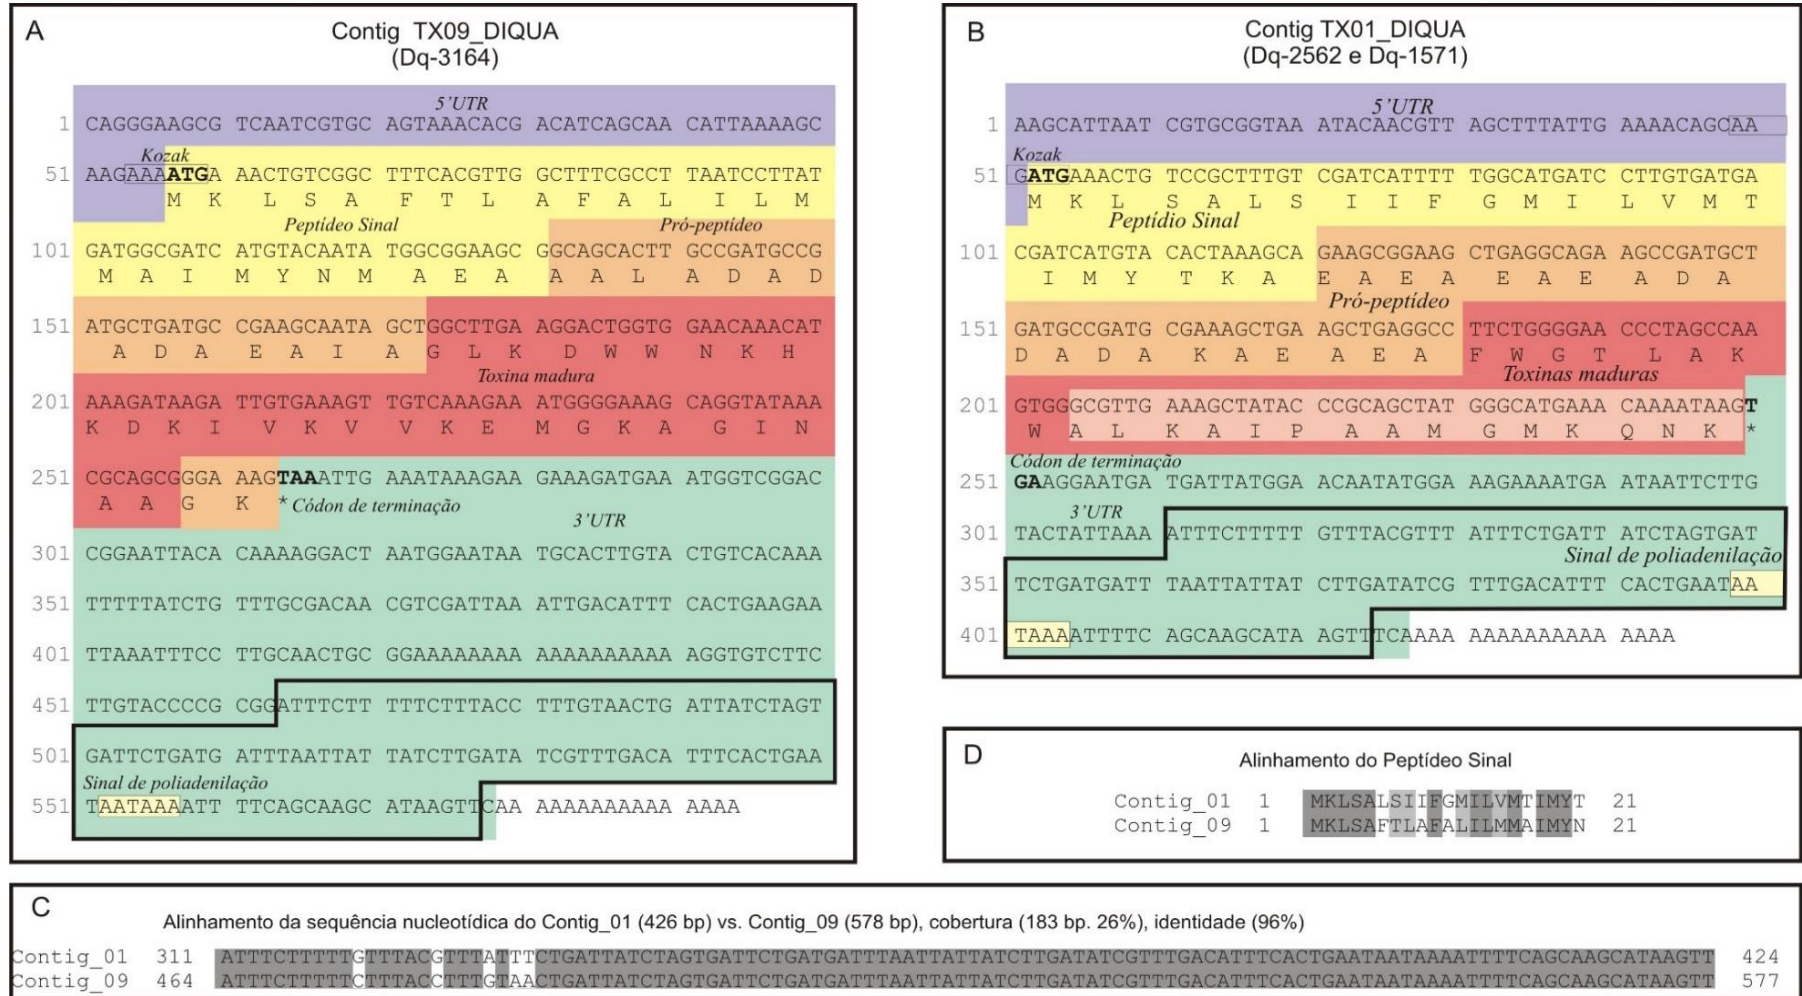 A
Contig TX09_DIQUA
(Dq-3164)
5'UTR
1 CAGGGAAGCG TCAATCGTGC AGTAAACACG ACATCAGCAA CATTAAAAGC
Kozak
51 AAGAAAAATGA AACTGTCGGC TTTCACGTTG GCTTTCGCCT TAATCCTTAT
M K L S A F T L A F A L I L M
Peptídeo Sinal Pró-peptídeo
101 GATGGCGATC ATGTACAATA TGGCGGAAGC GGCAGCACTT GCCGATGCCG
M A I M Y N M A E A A A L A D A D
151 ATGCTGATGC CGAAGCAATA GCTGGCTTGA AGGACTGGTG GAACAAACAT
A D A E A I A G L K D W W N K H
Toxina madura
201 AAAGATAAGA TTGTGAAAGT TGTCAAAGAA ATGGGGAAAG CAGGTATAAA
K D K I V K V V K E M G K A G I N
251 CGCAGCGGGA AAGTAAATTG AAATAAAGAA GAAAGATGAA ATGGTCGGAC
A A G K * Códon de terminação
3'UTR
301 CGGAATTACA CAAAAGGACT AATGGAATAA TGCACTTGTA CTGTCACAAA
351 TTTTTATCTG TTTGCGACAA CGTCGATTAA ATTGACATTT CACTGAAGAA
401 TTAAATTTCC TTGCAACTGC GGAAAAAAAA AAAAAAAAAA AGGTGTCTTC
451 TTGTACCCCG CGGATTTCTT TTTCTTTACC TTTGTAACTG ATTATCTAGT
501 GATTCTGATG ATTTAATTAT TATCTTGATA TCGTTTGACA TTTCACTGAA
Sinal de poliadenilação
551 TAATAAAATT TTCAGCAAGC ATAAGTTCAA AAAAAAAAAAA AAAA
B
Contig TX01_DIQUA
(Dq-2562 e Dq-1571)
5'UTR
1 AAGCATTAAT CGTGCGGTAA ATACAACGTT AGCTTTATTG AAAACAGCAA
Kozak
51 GATGAAACTG TCCGCTTTGT CGATCATTTT TGGCATGATC CTTGTGATGA
M K L S A L S I I F G M I L V M T
Peptídio Sinal
101 CGATCATGTA CACTAAAGCA GAAGCGGAAG CTGAGGCAGA AGCCGATGCT
I M Y T K A E A E A E A E A D A
Pró-peptídeo
151 GATGCCGATG CGAAAGCTGA AGCTGAGGCC TTCTGGGGAA CCCTAGCCAA
D A D A K A E A E A F W G T L A K
Toxinas maduras
201 GTGGGCGTTG AAAGCTATAC CCGCAGCTAT GGGCATGAAA CAAAATAAGT
W A L K A I P A A M G M K Q N K *
Códon de terminação
251 GAAGGAATGA TGATTATGGA ACAATATGGA AGAAAATGA ATAATTCTTG
3'UTR
301 TACTATTAAA ATTTCTTTTT GTTTACGTTT ATTTCTGATT ATCTAGTGAT
Sinal de poliadenilação
351 TCTGATGATT TAATTATTAT CTTGATATCG TTTGACATTT CACTGAATAA
401 TAAAATTTTC AGCAAGCATA AGTTTCAAAA AAAAAAAAAAA AAAA
D
Alinhamento do Peptídeo Sinal
Contig_01 1 MKLSALSIIFGMILVMTIMYT 21
Contig_09 1 MKLSAFTLAFALILMMAIMYN 21
C
Alinhamento da sequência nucleotídica do Contig_01 (426 bp) vs. Contig_09 (578 bp), cobertura (183 bp. 26%), identidade (96%)
Contig_01 311 ATTTCTTTTTGTTTACGTTTATTTCTGATTATCTAGTGATTCTGATGATTTAATTATTATCTTGATATCGTTTGACATTTCACTGAATAATAAAATTTTCAGCAAGCATAAGTT 424
Contig_09 464 ATTTCTTTTTCTTTACCTTTGTAACTGATTATCTAGTGATTCTGATGATTTAATTATTATCTTGATATCGTTTGACATTTCACTGAATAATAAAATTTTCAGCAAGCATAAGTT 577